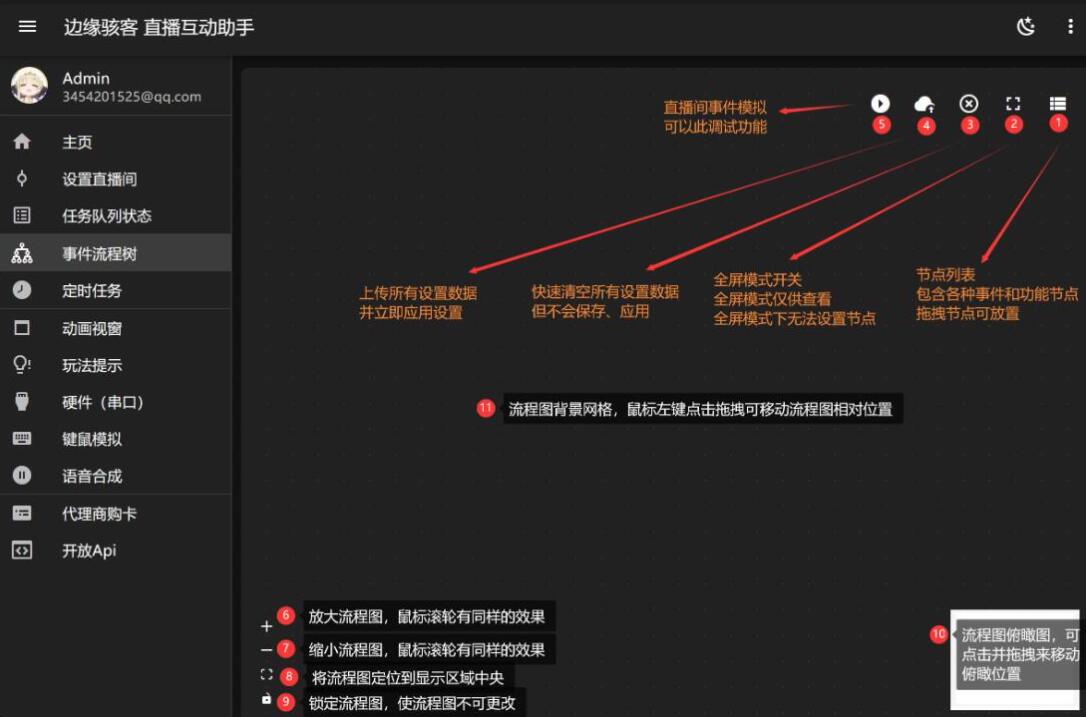 边缘骇客 直播互动助手
Admin
3454201525@qq.com
主页
设置直播间
任务队列状态
事件流程树
定时任务
动画视窗
玩法提示
硬件（串口）
键鼠模拟
语音合成
代理商购卡
开放Api
直播间事件模拟
可以此调试功能
5
4
3
2
1
上传所有设置数据
并立即应用设置
快速清空所有设置数据
但不会保存、应用
全屏模式开关
全屏模式仅供查看
全屏模式下无法设置节点
节点列表
包含各种事件和功能节点
拖拽节点可放置
11 流程图背景网格，鼠标左键点击拖拽可移动流程图相对位置
6 放大流程图，鼠标滚轮有同样的效果
7 缩小流程图，鼠标滚轮有同样的效果
8 将流程图定位到显示区域中央
9 锁定流程图，使流程图不可更改
10 流程图俯瞰图，可
点击并拖拽来移动
俯瞰位置